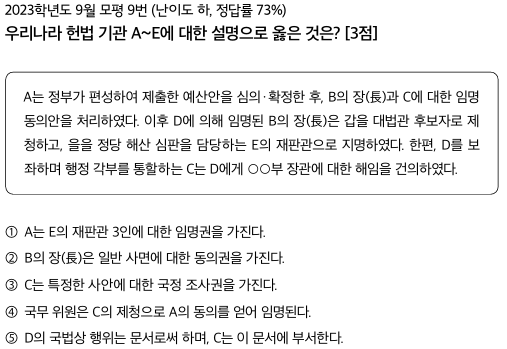 2023학년도 9월 모평 9번 (난이도 하, 정답률 73%)
우리나라 헌법 기관 A~E에 대한 설명으로 옳은 것은? [3점]
A는 정부가 편성하여 제출한 예산안을 심의·확정한 후, B의 장(長)과 C에 대한 임명
동의안을 처리하였다. 이후 D에 의해 임명된 B의 장(長)은 갑을 대법관 후보자로 제
청하고, 을을 정당 해산 심판을 담당하는 E의 재판관으로 지명하였다. 한편, D를 보
좌하며 행정 각부를 통할하는 C는 D에게 ○○부 장관에 대한 해임을 건의하였다.
① A는 E의 재판관 3인에 대한 임명권을 가진다.
② B의 장(長)은 일반 사면에 대한 동의권을 가진다.
③ C는 특정한 사안에 대한 국정 조사권을 가진다.
④ 국무 위원은 C의 제청으로 A의 동의를 얻어 임명된다.
⑤ D의 국법상 행위는 문서로써 하며, C는 이 문서에 부서한다.